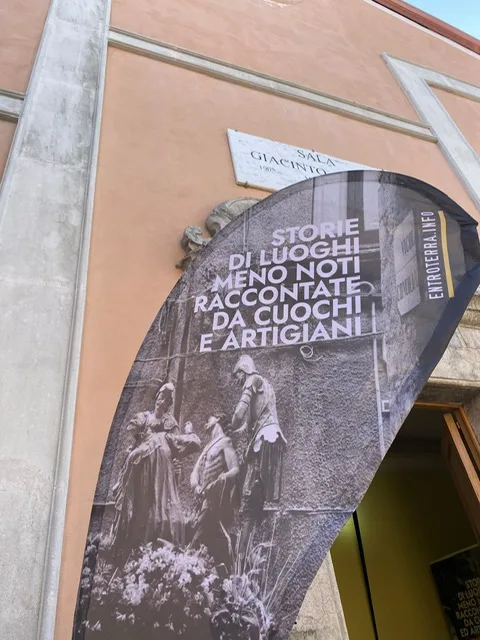 SALA
GIACINTO
STORIE
DI LUOGHI
MENO NOTI
RACCONTATE
DA CUOCHI
E ARTIGIANI
ENTROTERRA.INFO